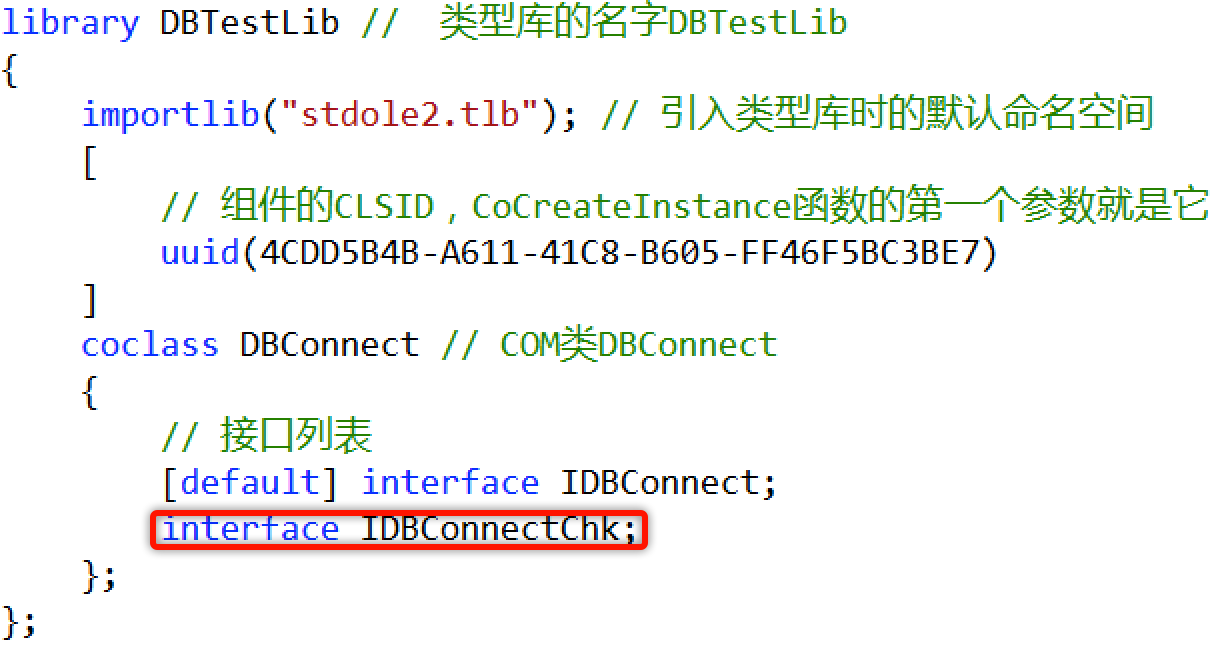 library DBTestLib //  类型库的名字DBTestLib
{
    importlib("stdole2.tlb"); // 引入类型库时的默认命名空间
    [
        // 组件的CLSID，CoCreateInstance函数的第一个参数就是它
        uuid(4CDD5B4B-A611-41C8-B605-FF46F5BC3BE7)
    ]
    coclass DBConnect // COM类DBConnect
    {
        // 接口列表
        [default] interface IDBConnect;
        interface IDBConnectChk;
    };
};